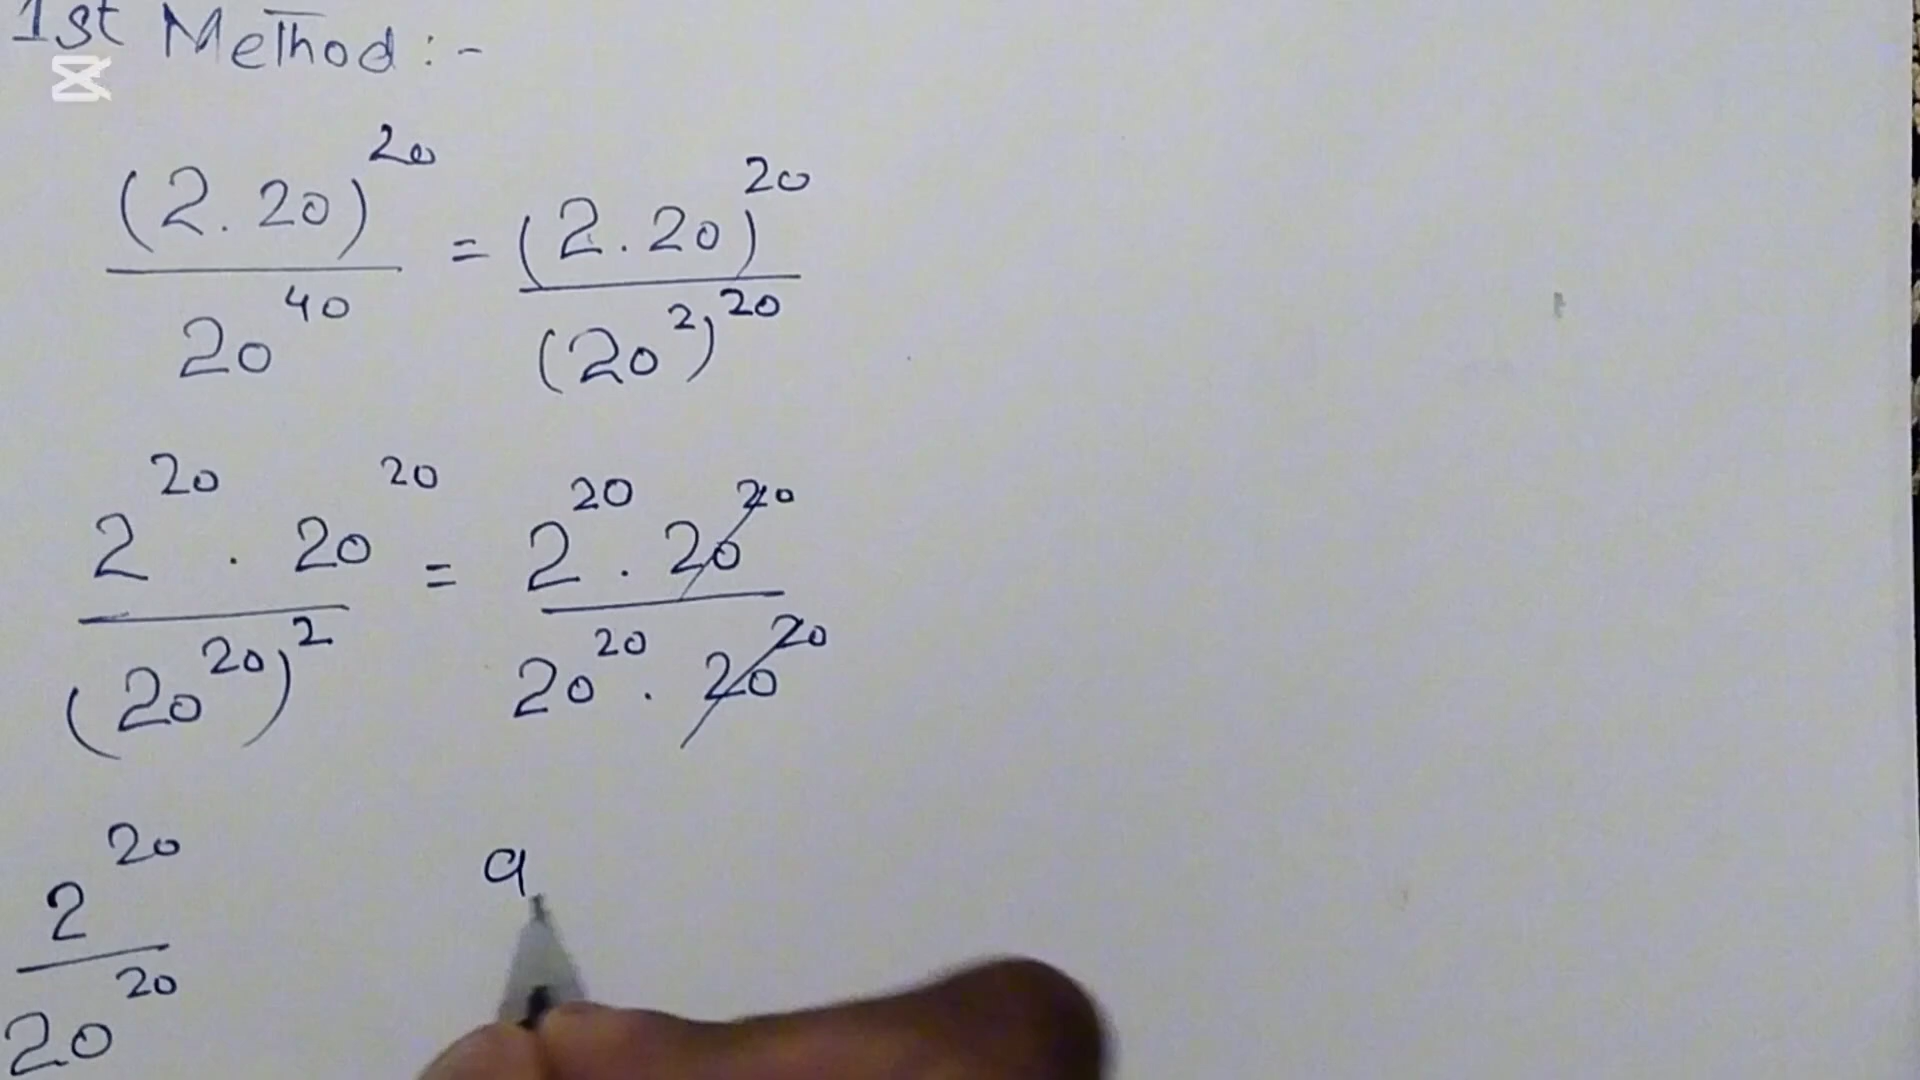 1st Method :-
(2.20)^20 / 20^40 = (2.20)^20 / (20^2)^20
2^20 . 20^20 / (20^20)^2 = 2^20 . 20^20 / 20^20 . 20^20
2^20 / 20^20 a